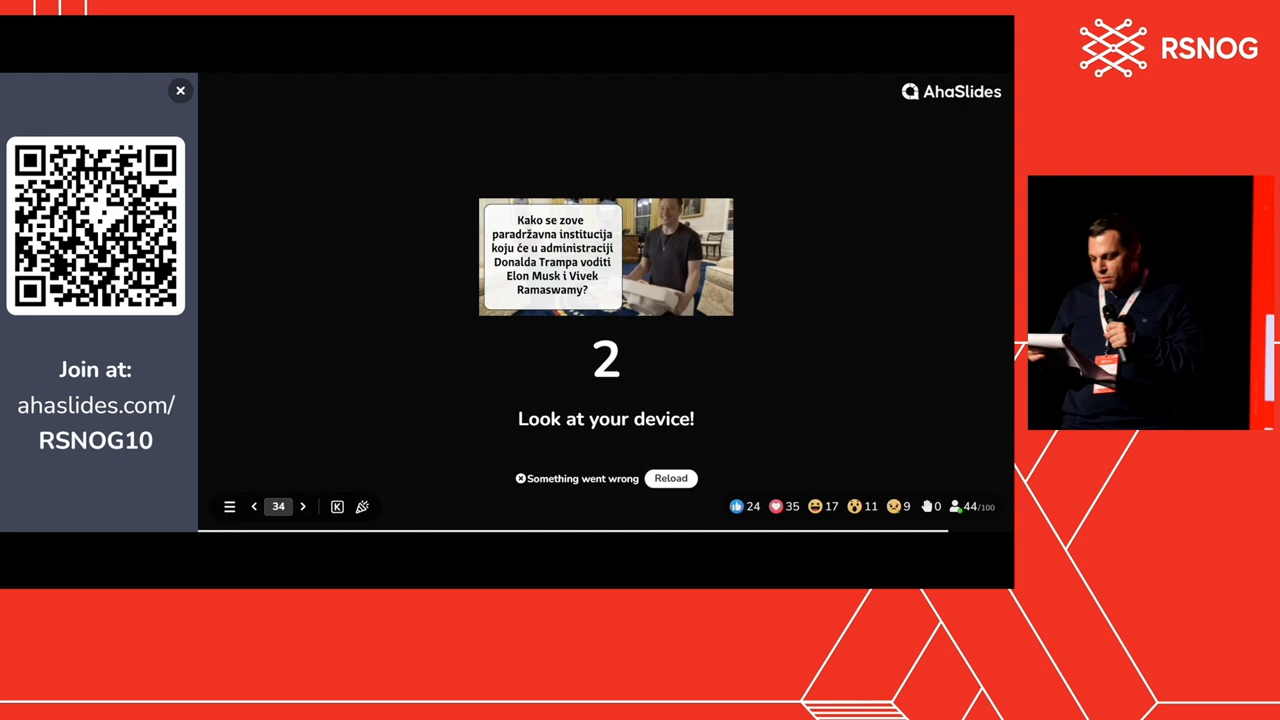 RSNOG
AhaSlides
Kako se zove
paradržavna institucija
koju će u administraciji
Donalda Trampa voditi
Elon Musk i Vivek
Ramaswamy?
2
Look at your device!
Something went wrong
Reload
Join at:
ahaslides.com/
RSNOG10
34
K
24
35
17
11
9
0
44/100